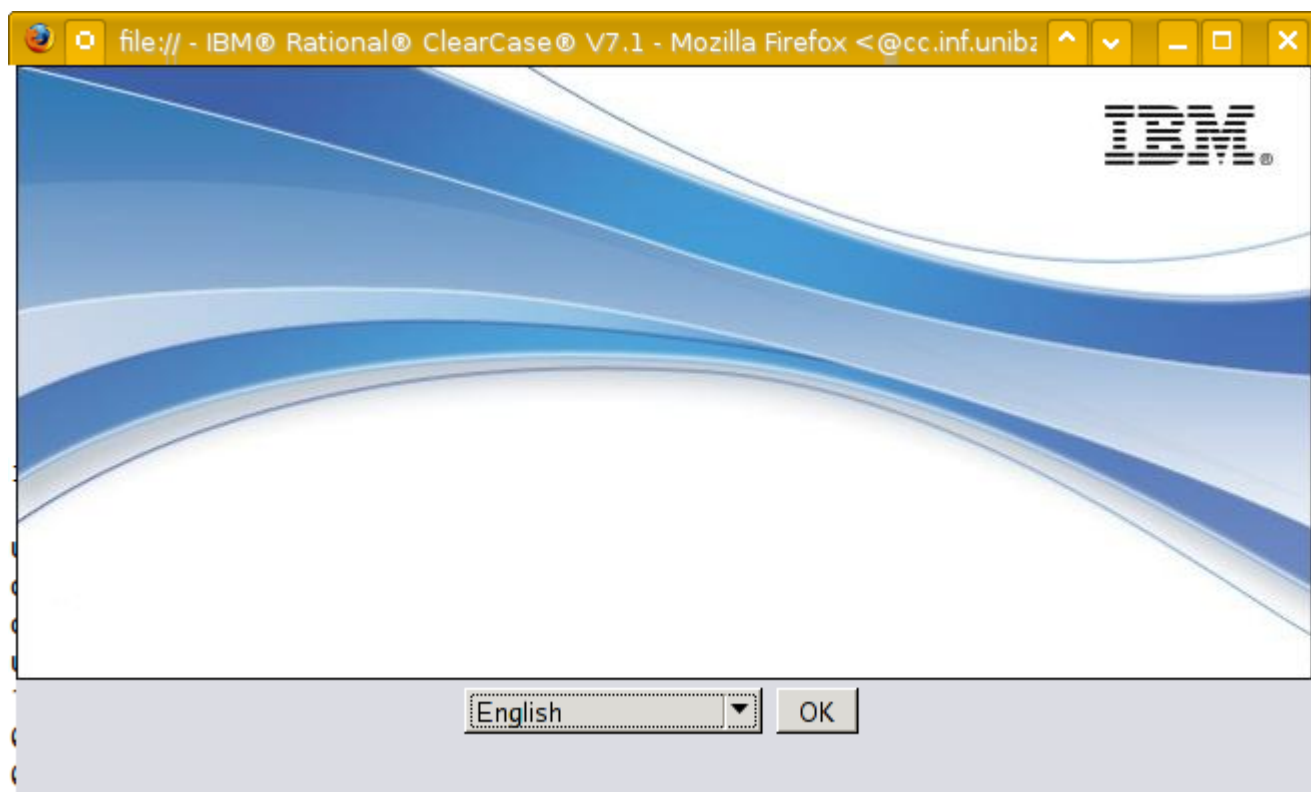 file:// - IBM® Rational® ClearCase® V7.1 - Mozilla Firefox <@cc.inf.unibz
IBM®
English
OK